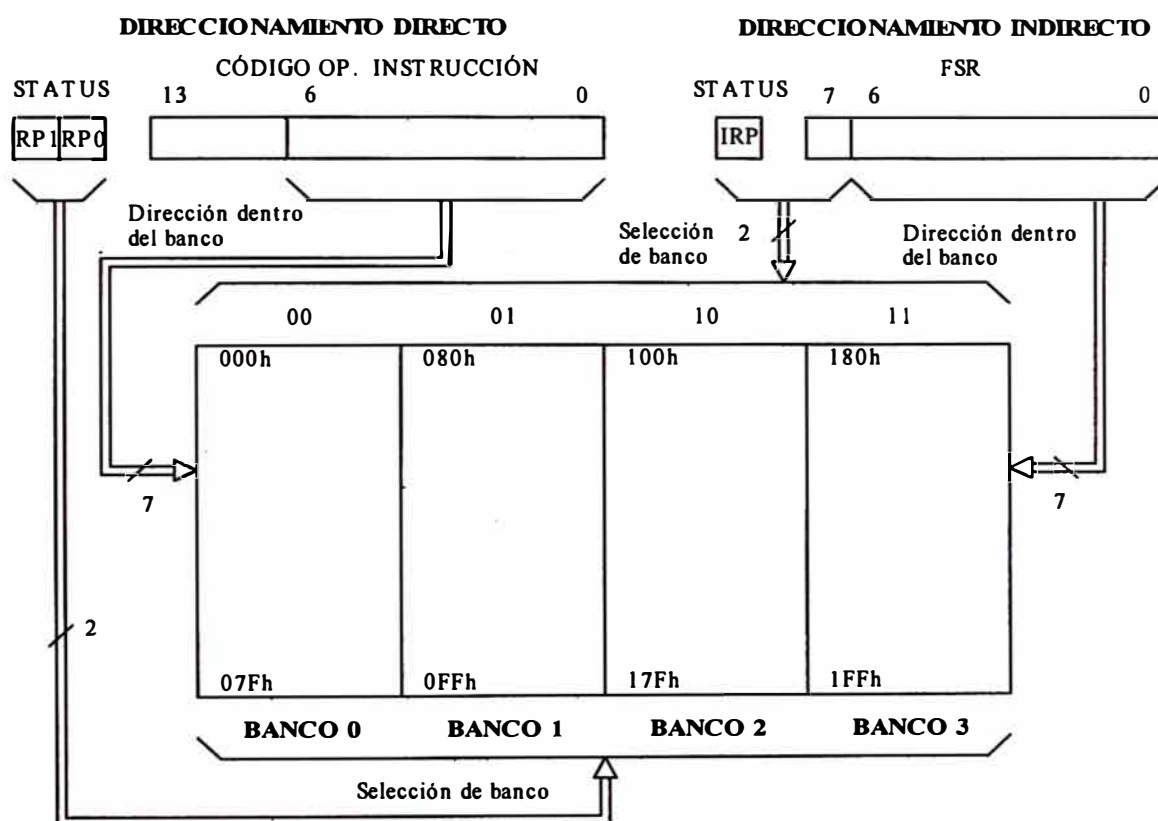 DIRECCIONAMIENTO DIRECTO
DIRECCIONAMIENTO INDIRECTO
CÓDIGO OP. INSTRUCCIÓN
FSR
STATUS
13
6
0
STATUS
7
6
0
RP1
RP0
IRP
Dirección dentro
del banco
Selección
de banco
2
Dirección dentro
del banco
00
01
10
11
000h
080h
100h
180h
7
7
2
07Fh
0FFh
17Fh
1FFh
BANCO 0
BANCO 1
BANCO 2
BANCO 3
Selección de banco